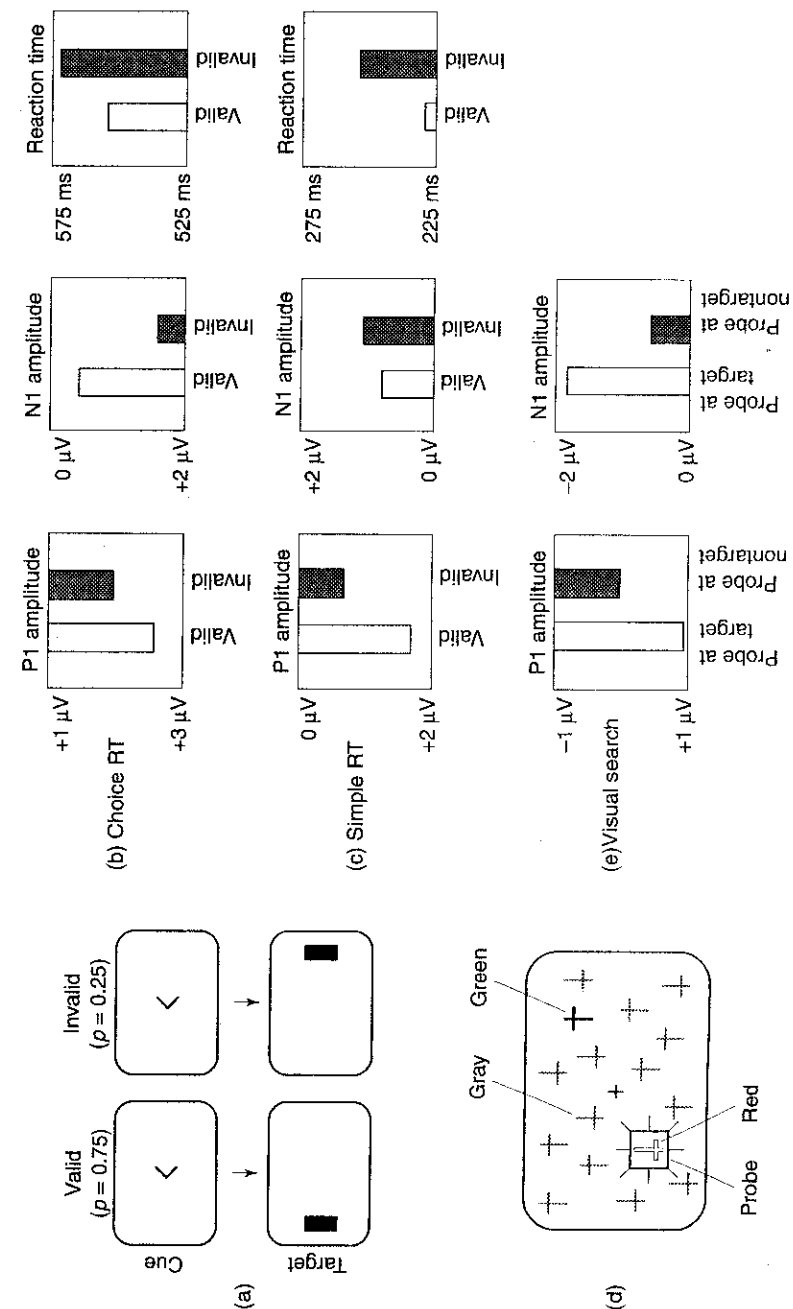 (a)
Valid
(p = 0.75)
Invalid
(p = 0.25)
Cue
Target
(b) Choice RT
P1 amplitude
+1 μV
+3 μV
Valid
Invalid
N1 amplitude
0 μV
+2 μV
Valid
Invalid
Reaction time
575 ms
525 ms
Valid
Invalid
(c) Simple RT
P1 amplitude
0 μV
+2 μV
Valid
Invalid
N1 amplitude
+2 μV
0 μV
Valid
Invalid
Reaction time
275 ms
225 ms
Valid
Invalid
(d)
Gray
Green
Probe
Red
(e)Visual search
P1 amplitude
−1 μV
+1 μV
Probe at
target
Probe at
nontarget
N1 amplitude
−2 μV
0 μV
Probe at
target
Probe at
nontarget